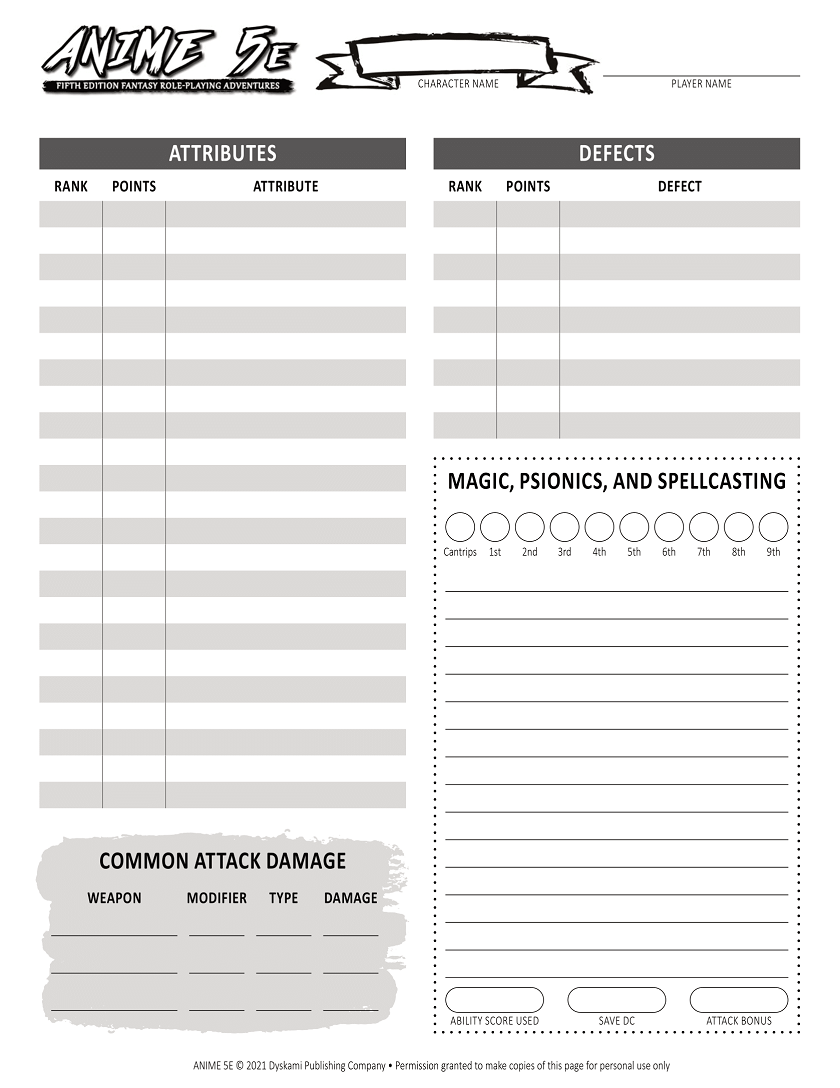 ANIME 5E
FIFTH EDITION FANTASY ROLE-PLAYING ADVENTURES
CHARACTER NAME
PLAYER NAME
ATTRIBUTES
RANK POINTS ATTRIBUTE
DEFECTS
RANK POINTS DEFECT
MAGIC, PSIONICS, AND SPELLCASTING
Cantrips 1st 2nd 3rd 4th 5th 6th 7th 8th 9th
ABILITY SCORE USED SAVE DC ATTACK BONUS
COMMON ATTACK DAMAGE
WEAPON MODIFIER TYPE DAMAGE
ANIME 5E © 2021 Dyskami Publishing Company • Permission granted to make copies of this page for personal use only